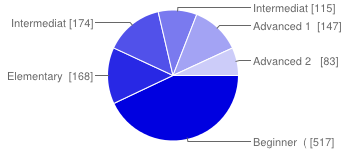 Intermediat [115]
Intermediat [174]
Advanced 1 [147]
Advanced 2 [83]
Elementary [168]
Beginner ( [517]